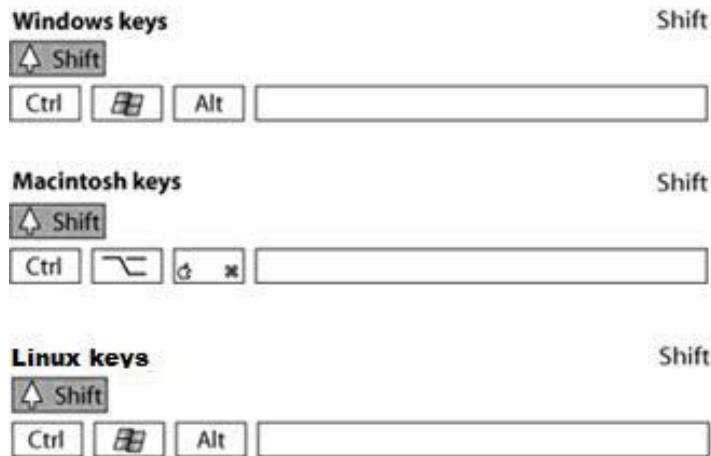 Windows keys Shift
Shift
Ctrl Alt
Macintosh keys Shift
Shift
Ctrl
Linux keys Shift
Shift
Ctrl Alt